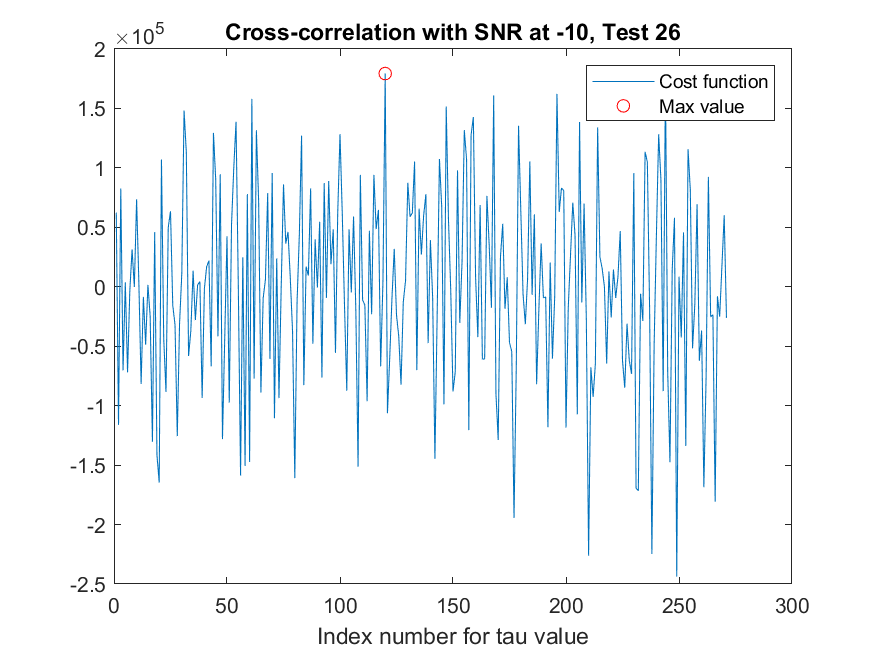 Cross-correlation with SNR at -10, Test 26
×10^5
2
1.5
1
0.5
0
-0.5
-1
-1.5
-2
-2.5
Cost function
Max value
0 50 100 150 200 250 300
Index number for tau value